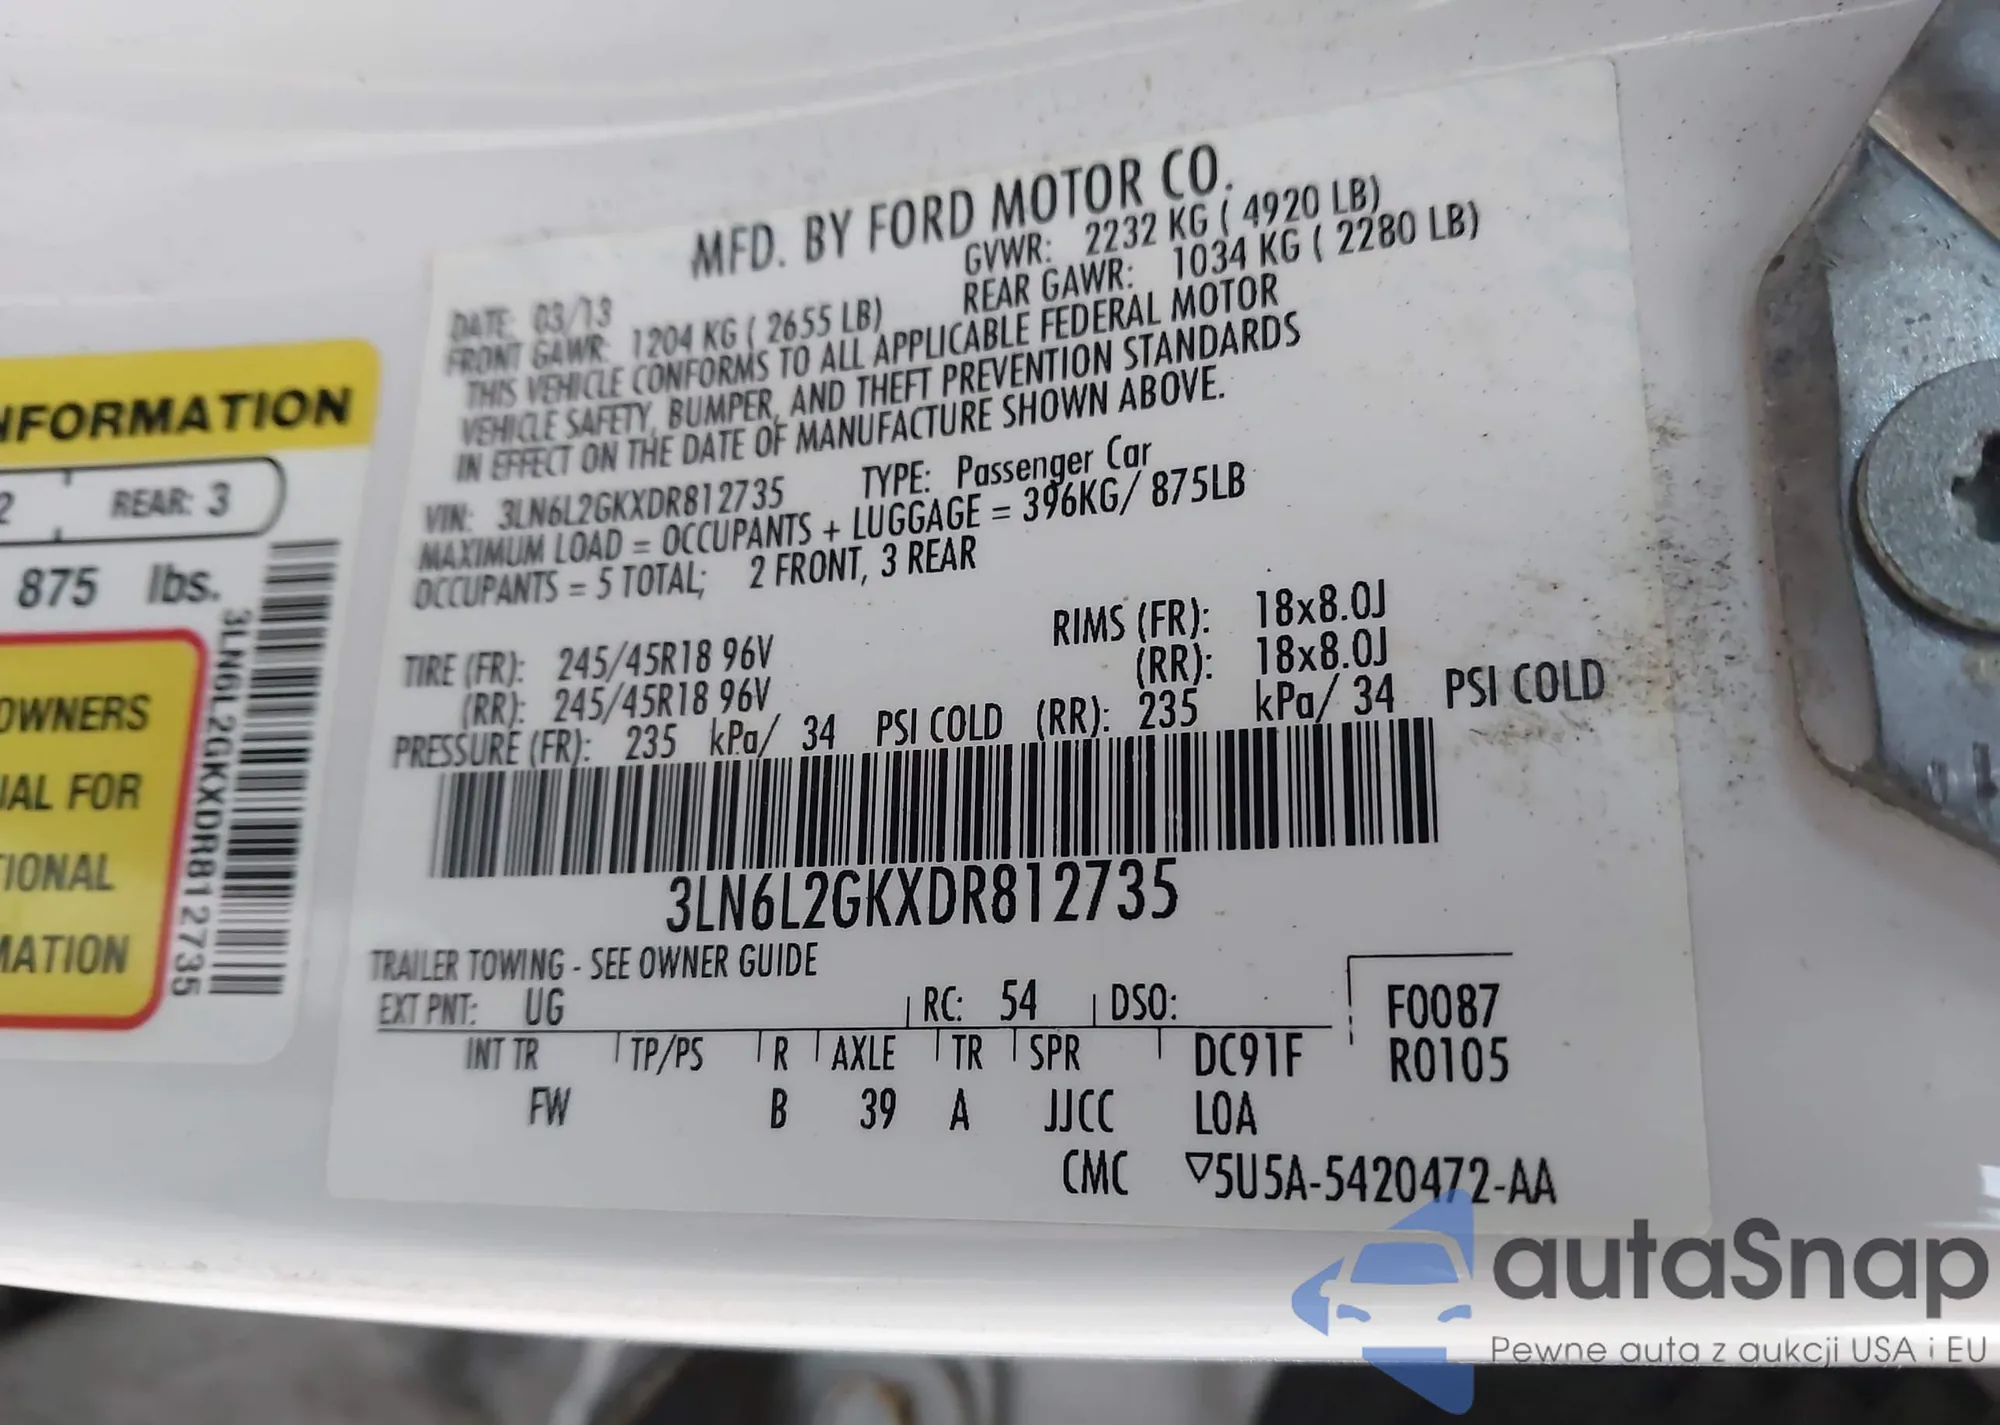 MFD. BY FORD MOTOR CO.
DATE: 03/13 GVWR: 2232 KG ( 4920 LB)
FRONT GAWR: 1204 KG ( 2655 LB) REAR GAWR: 1034 KG ( 2280 LB)
THIS VEHICLE CONFORMS TO ALL APPLICABLE FEDERAL MOTOR
VEHICLE SAFETY, BUMPER, AND THEFT PREVENTION STANDARDS
IN EFFECT ON THE DATE OF MANUFACTURE SHOWN ABOVE.
VIN: 3LN6L2GKXDR812735 TYPE: Passenger Car
MAXIMUM LOAD = OCCUPANTS + LUGGAGE = 396KG/ 875LB
OCCUPANTS = 5 TOTAL; 2 FRONT, 3 REAR
TIRE (FR): 245/45R18 96V RIMS (FR): 18x8.0J
(RR): 245/45R18 96V (RR): 18x8.0J
PRESSURE (FR): 235 kPa/ 34 PSI COLD (RR): 235 kPa/ 34 PSI COLD
3LN6L2GKXDR812735
TRAILER TOWING - SEE OWNER GUIDE
EXT PNT: UG RC: 54 DSO: F0087
INT TR TP/PS R AXLE TR SPR DC91F R0105
FW B 39 A JJCC LOA
CMC ▽5U5A-5420472-AA
NFORMATION
2 REAR: 3
875 lbs.
OWNERS
UAL FOR
TIONAL
MATION
3LN6L2GKXDR812735
autaSnap
Pewne auta z aukcji USA i EU